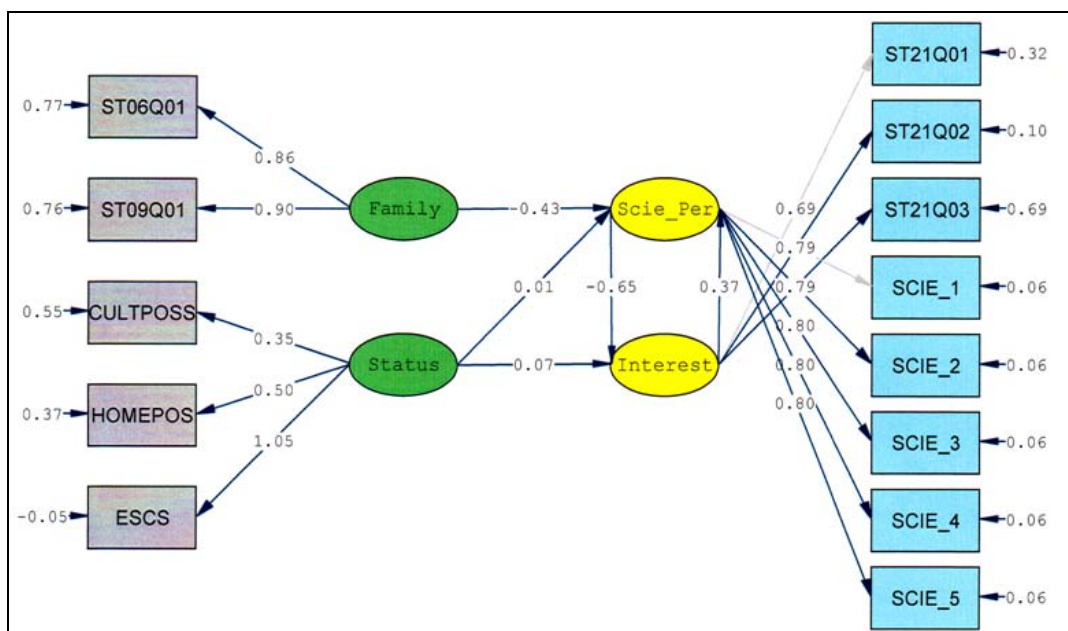 ST21Q01
0.32
0.77
ST06Q01
ST21Q02
0.10
0.86
0.76
ST09Q01
0.90
Family
-0.43
Scie_Per
0.69
ST21Q03
0.69
0.79
0.55
CULTPOSS
0.35
0.01
-0.65
0.37
0.79
SCIE_1
0.06
0.80
Status
0.07
Interest
0.80
SCIE_2
0.06
0.37
HOMEPOS
0.50
0.80
1.05
SCIE_3
0.06
-0.05
ESCS
SCIE_4
0.06
SCIE_5
0.06